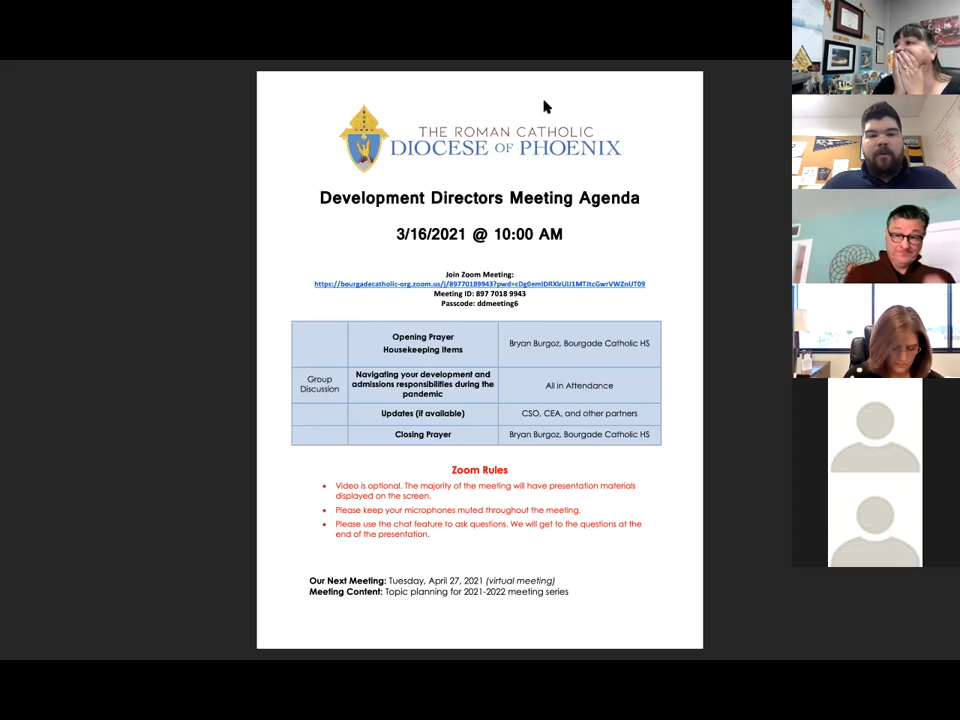 THE ROMAN CATHOLIC
DIOCESE OF PHOENIX
Development Directors Meeting Agenda
3/16/2021 @ 10:00 AM
Join Zoom Meeting:
Meeting ID: 897 7018 9943
Passcode: ddmeeting6
Opening Prayer
Housekeeping Items
Bryan Burgoz, Bourgade Catholic HS
Group
Discussion
Navigating your development and
admissions responsibilities during the
pandemic
All in Attendance
Updates (if available)
CSO, CEA, and other partners
Closing Prayer
Bryan Burgoz, Bourgade Catholic HS
Zoom Rules
• Video is optional. The majority of the meeting will have presentation materials
displayed on the screen.
• Please keep your microphones muted throughout the meeting.
• Please use the chat feature to ask questions. We will get to the questions at the
end of the presentation.
Our Next Meeting: Tuesday, April 27, 2021 (virtual meeting)
Meeting Content: Topic planning for 2021-2022 meeting series